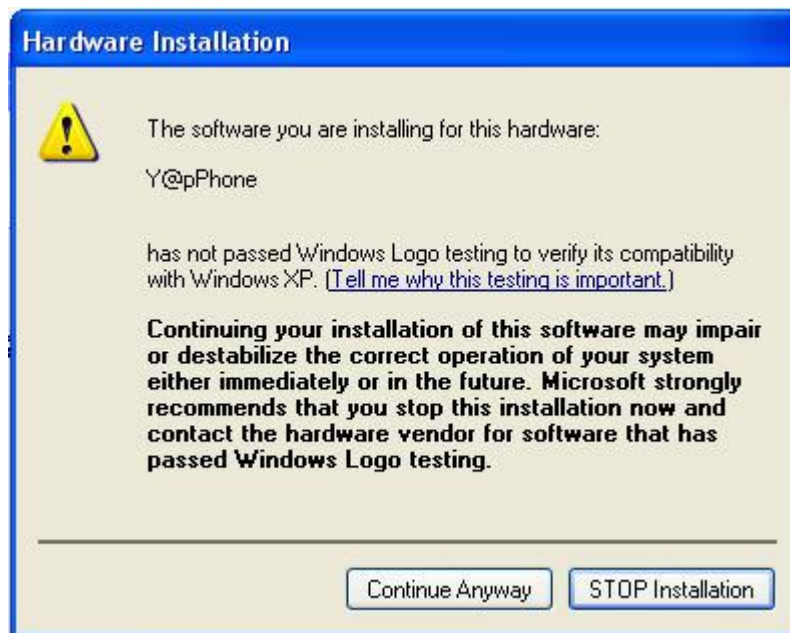 Hardware Installation
The software you are installing for this hardware:
Y@pPhone
has not passed Windows Logo testing to verify its compatibility
with Windows XP. (Tell me why this testing is important.)
Continuing your installation of this software may impair
or destabilize the correct operation of your system
either immediately or in the future. Microsoft strongly
recommends that you stop this installation now and
contact the hardware vendor for software that has
passed Windows Logo testing.
Continue Anyway
STOP Installation